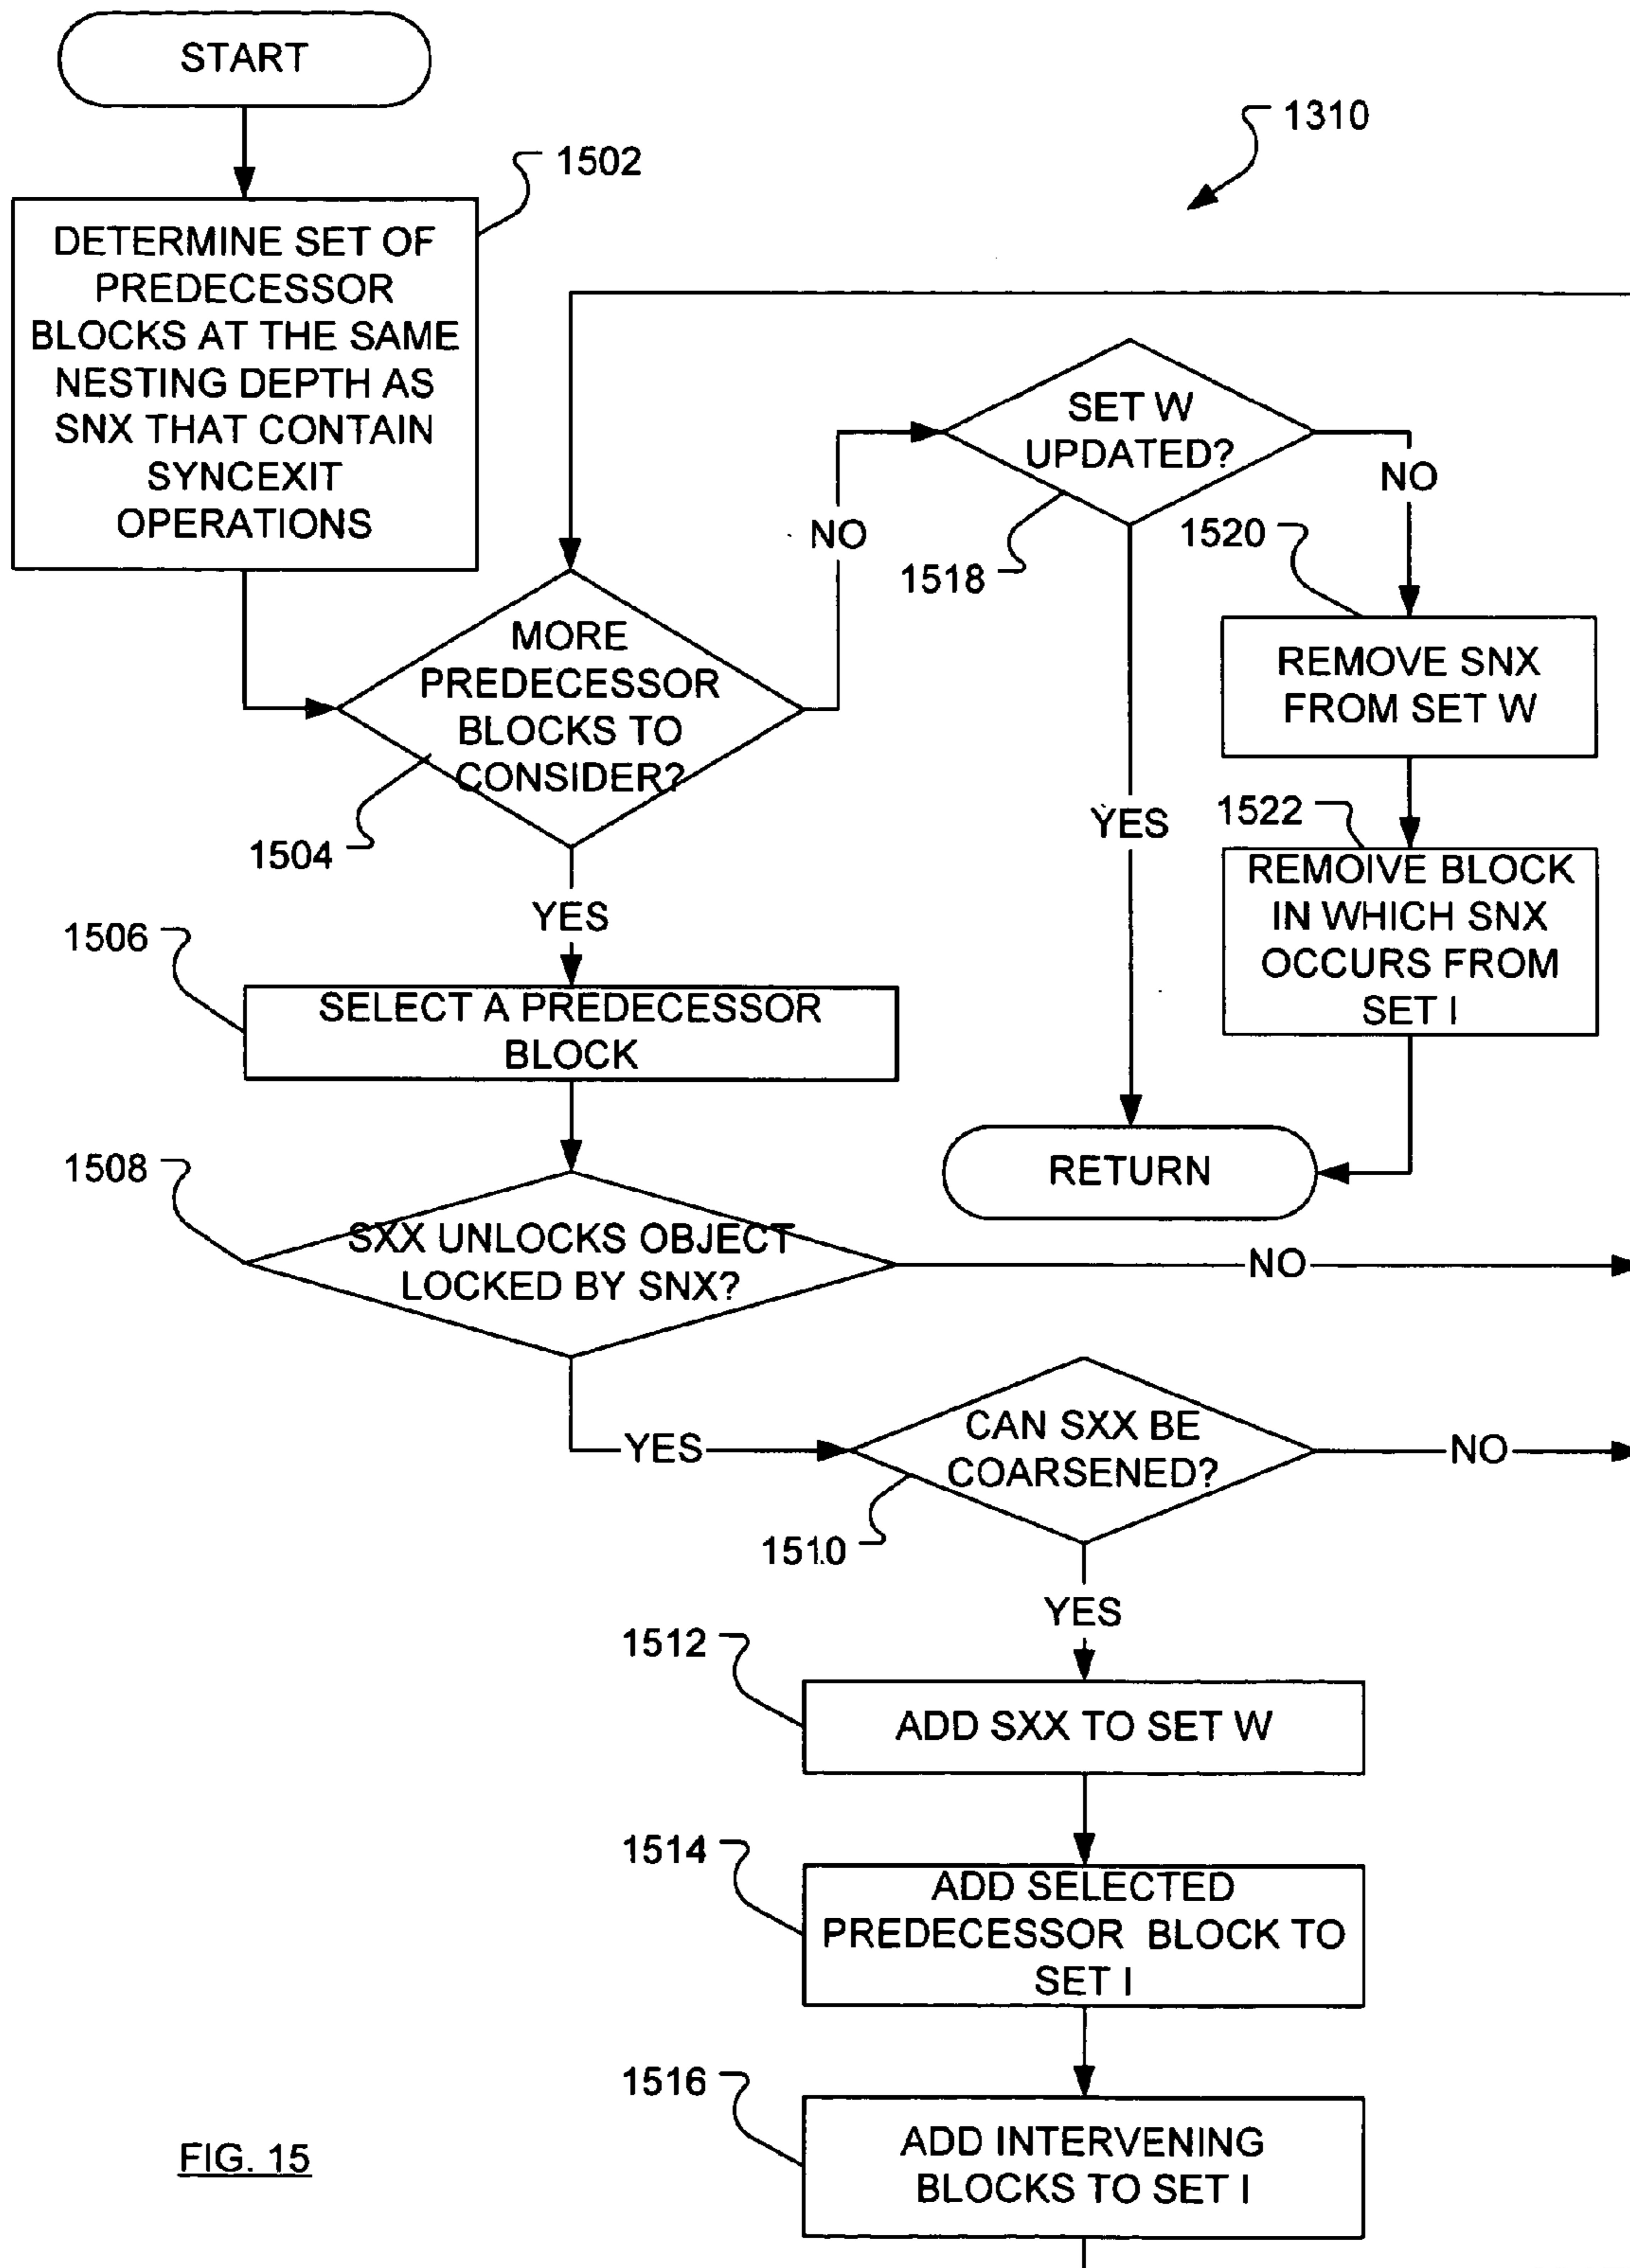 START
1310
1502
DETERMINE SET OF
PREDECESSOR
BLOCKS AT THE SAME
NESTING DEPTH AS
SNX THAT CONTAIN
SYNCEXIT
OPERATIONS
SET W
UPDATED?
NO
NO
1518
1520
MORE
PREDECESSOR
BLOCKS TO
CONSIDER?
1504
REMOVE SNX
FROM SET W
YES
1522
REMOIVE BLOCK
IN WHICH SNX
OCCURS FROM
SET I
YES
1506
SELECT A PREDECESSOR
BLOCK
1508
RETURN
SXX UNLOCKS OBJECT
LOCKED BY SNX?
NO
YES
CAN SXX BE
COARSENED?
NO
1510
YES
1512
ADD SXX TO SET W
1514
ADD SELECTED
PREDECESSOR BLOCK TO
SET I
1516
ADD INTERVENING
BLOCKS TO SET I
FIG. 15